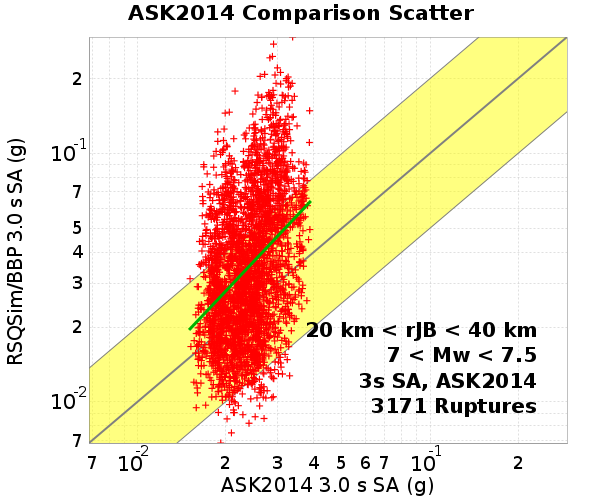 ASK2014 Comparison Scatter
RSQSim/BBP 3.0 s SA (g)
2
10-1
7
5
4
3
2
10-2
7
20 km < rJB < 40 km
7 < Mw < 7.5
3s SA, ASK2014
3171 Ruptures
7 10-2 2 3 4 5 6 7 10-1 2
ASK2014 3.0 s SA (g)